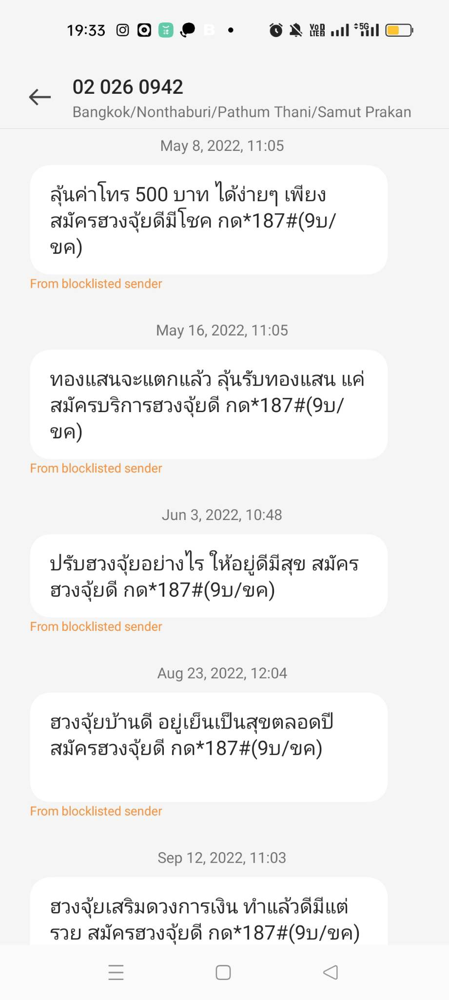 19:33
B
VoD
LTE2
5G
02 026 0942
Bangkok/Nonthaburi/Pathum Thani/Samut Prakan
May 8, 2022, 11:05
ลุ้นค่าโทร 500 บาท ได้ง่ายๆ เพียง
สมัครฮวงจุ้ยดีมีโชค กด*187#(9บ/
ขค)
From blocklisted sender
May 16, 2022, 11:05
ทองแสนจะแตกแล้ว ลุ้นรับทองแสน แค่
สมัครบริการฮวงจุ้ยดี กด*187#(9บ/
ขค)
From blocklisted sender
Jun 3, 2022, 10:48
ปรับฮวงจุ้ยอย่างไร ให้อยู่ดีมีสุข สมัคร
ฮวงจุ้ยดี กด*187#(9บ/ขค)
From blocklisted sender
Aug 23, 2022, 12:04
ฮวงจุ้ยบ้านดี อยู่เย็นเป็นสุขตลอดปี
สมัครฮวงจุ้ยดี กด*187#(9บ/ขค)
From blocklisted sender
Sep 12, 2022, 11:03
ฮวงจุ้ยเสริมดวงการเงิน ทำแล้วดีมีแต่
รวย สมัครฮวงจุ้ยดี กด*187#(9บ/ขค)